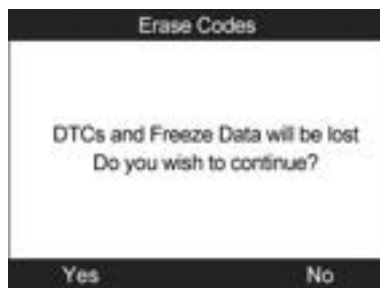 Erase Codes
DTCs and Freeze Data will be lost
Do you wish to continue?
Yes No